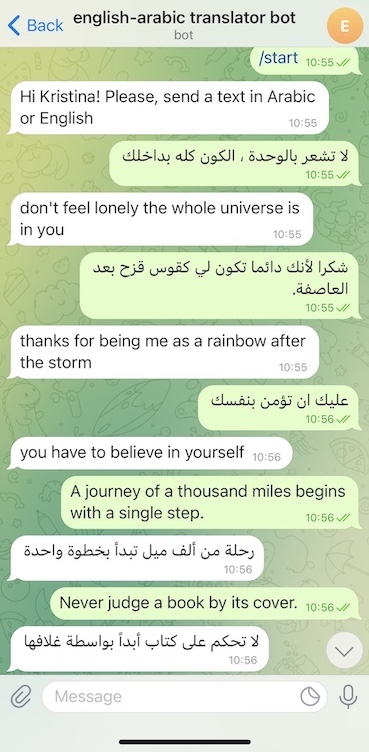 Back
english-arabic translator bot
bot
E
/start 10:55
Hi Kristina! Please, send a text in Arabic
or English
10:55
لا تشعر بالوحدة ، الكون كله بداخلك
10:55
don't feel lonely the whole universe is
in you
10:55
شكرا لأنك دائما تكون لي كقوس قزح بعد
العاصفة.
10:55
thanks for being me as a rainbow after
the storm
10:55
عليك ان تؤمن بنفسك
10:56
you have to believe in yourself 10:56
A journey of a thousand miles begins
with a single step.
10:56
رحلة من ألف ميل تبدأ بخطوة واحدة
10:56
Never judge a book by its cover. 10:56
لا تحكم على كتاب أبداً بواسطة غلافها
10:56
Message